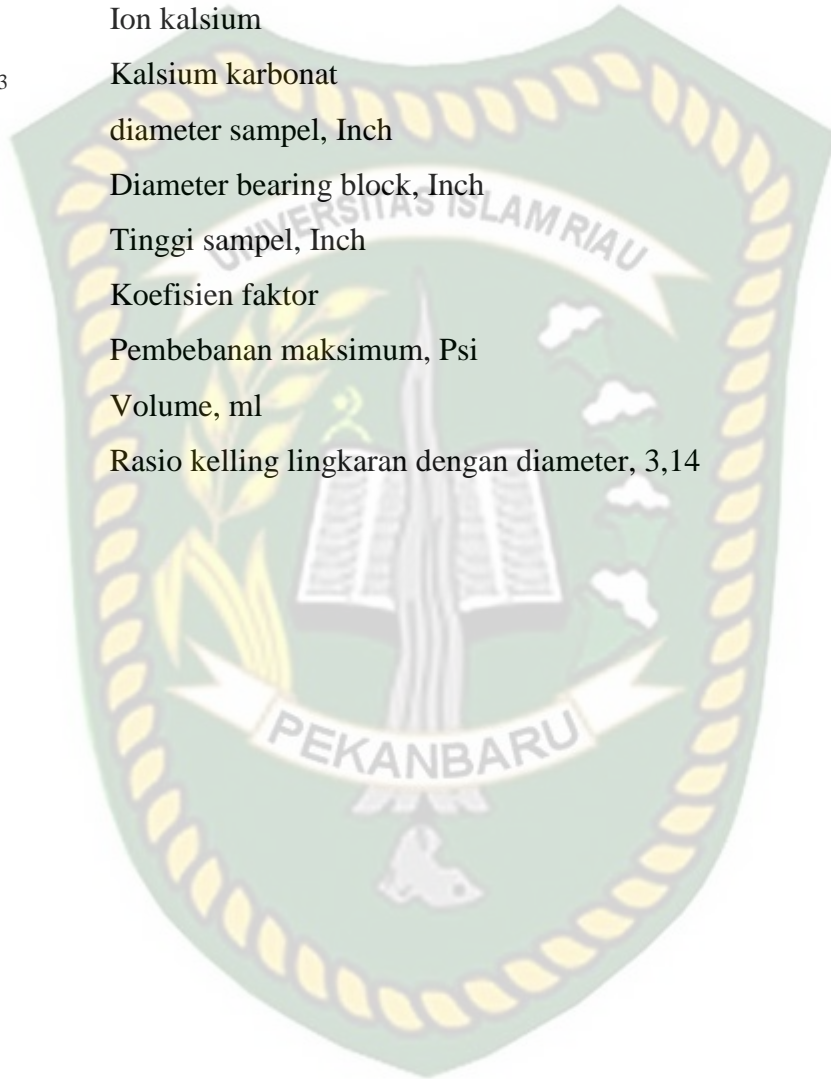 Ion kalsium
3 Kalsium karbonat
diameter sampel, Inch
Diameter bearing block, Inch
Tinggi sampel, Inch
Koefisien faktor
Pembebanan maksimum, Psi
Volume, ml
Rasio kelling lingkaran dengan diameter, 3,14
UNIVERSITAS ISLAM RIAU
PEKANBARU